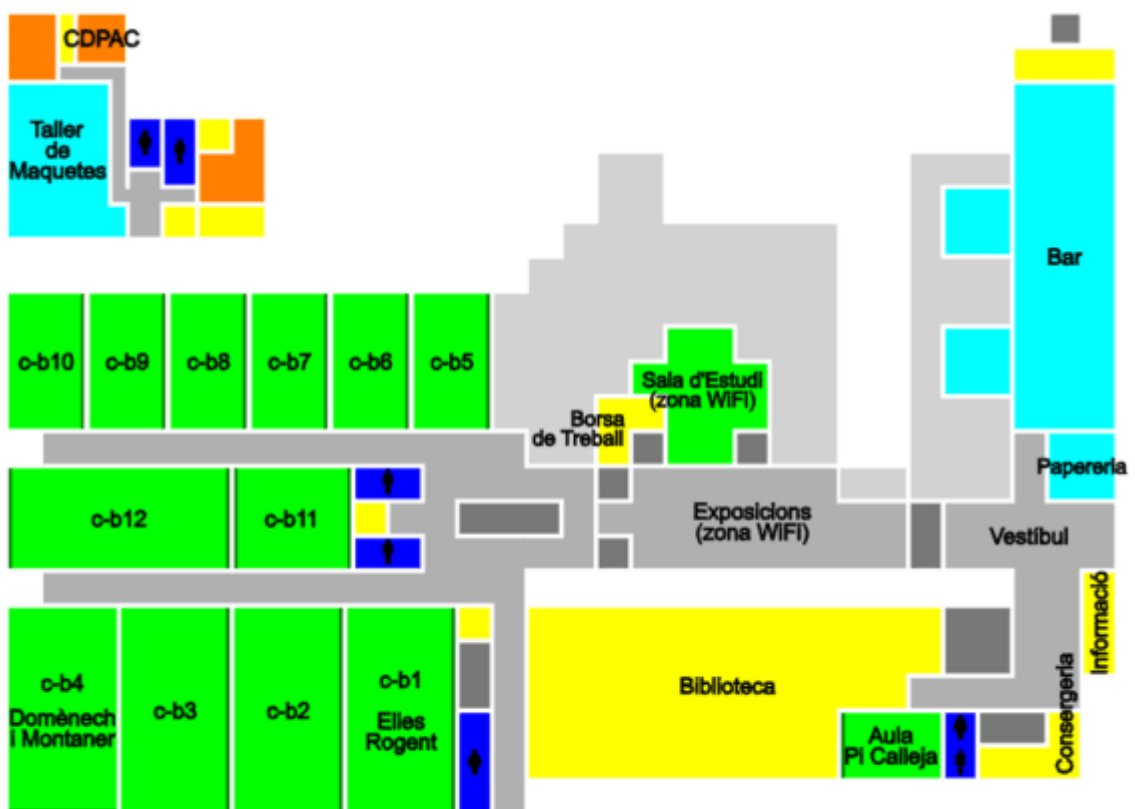 CDPAC
Taller
de
Maquetes
Bar
c-b10
c-b9
c-b8
c-b7
c-b6
c-b5
Sala d'Estudi
(zona WiFI)
Borsa
de Treball
Papereria
c-b12
c-b11
Exposicions
(zona WiFI)
Vestíbul
Informació
c-b4
Domènech
i Montaner
c-b3
c-b2
c-b1
Elies
Rogent
Biblioteca
Consergeria
Aula
Pi Calleja